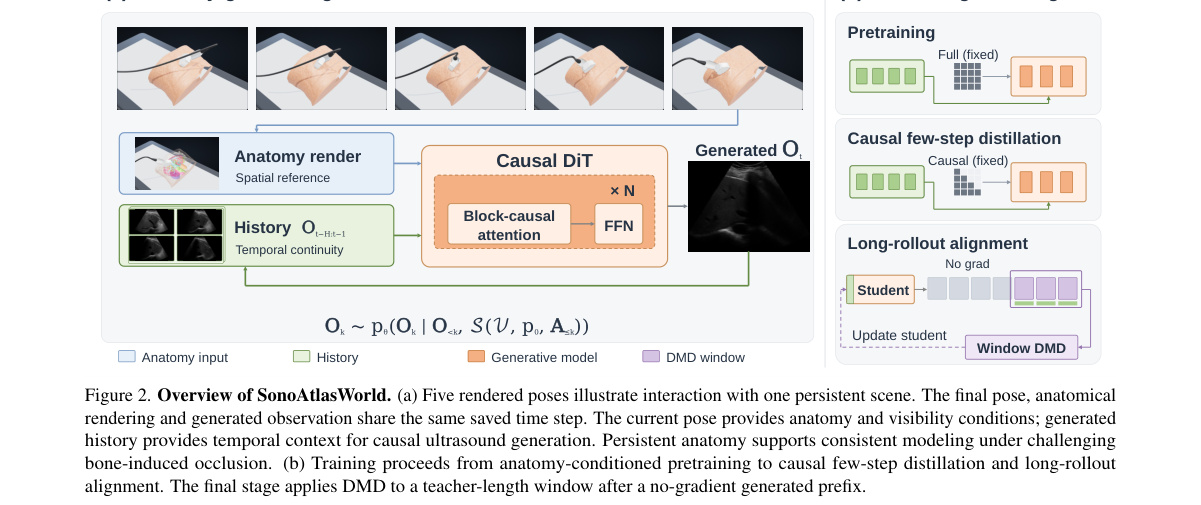 Anatomy render
Spatial reference
History O_{t−H:t−1}
Temporal continuity
Causal DiT
× N
Block-causal
attention
FFN
Generated O_t
O_k ∼ p_θ(O_k | O_{<k}, 𝒮(𝒱, p_0, A_{≤k}))
Anatomy input
History
Generative model
DMD window
Pretraining
Full (fixed)
Causal few-step distillation
Causal (fixed)
Long-rollout alignment
No grad
Student
Update student
Window DMD
Figure 2. Overview of SonoAtlasWorld. (a) Five rendered poses illustrate interaction with one persistent scene. The final pose, anatomical
rendering and generated observation share the same saved time step. The current pose provides anatomy and visibility conditions; generated
history provides temporal context for causal ultrasound generation. Persistent anatomy supports consistent modeling under challenging
bone-induced occlusion. (b) Training proceeds from anatomy-conditioned pretraining to causal few-step distillation and long-rollout
alignment. The final stage applies DMD to a teacher-length window after a no-gradient generated prefix.